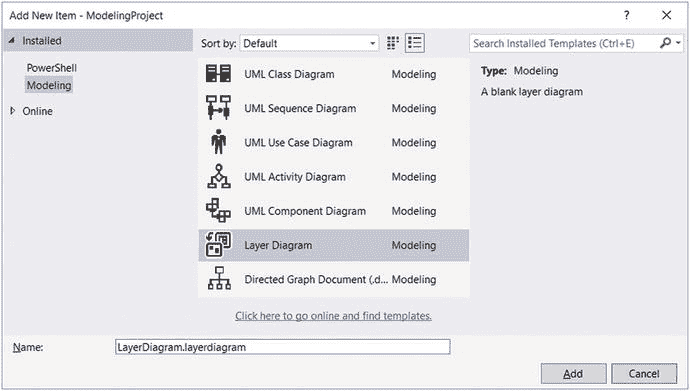 Add New Item - ModelingProject
? ×
Installed
PowerShell
Modeling
Online
Sort by: Default
Search Installed Templates (Ctrl+E)
UML Class Diagram Modeling
UML Sequence Diagram Modeling
UML Use Case Diagram Modeling
UML Activity Diagram Modeling
UML Component Diagram Modeling
Layer Diagram Modeling
Directed Graph Document (.d... Modeling
Type: Modeling
A blank layer diagram
Click here to go online and find templates.
Name: LayerDiagram.layerdiagram
Add Cancel